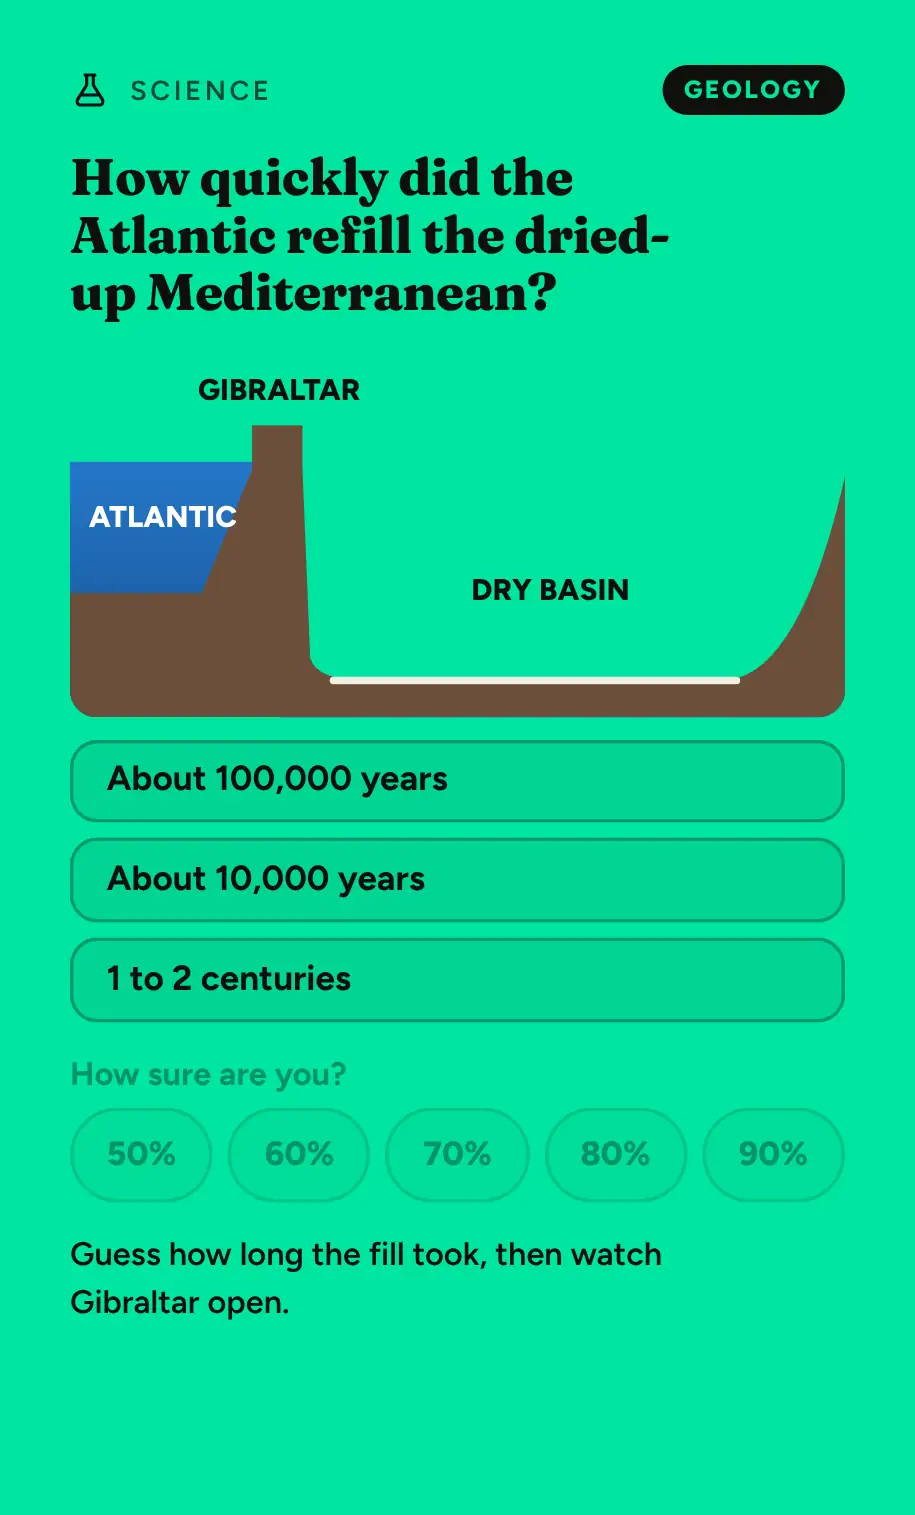 SCIENCE
GEOLOGY
How quickly did the
Atlantic refill the dried-
up Mediterranean?
GIBRALTAR
ATLANTIC
DRY BASIN
About 100,000 years
About 10,000 years
1 to 2 centuries
How sure are you?
50%
60%
70%
80%
90%
Guess how long the fill took, then watch
Gibraltar open.